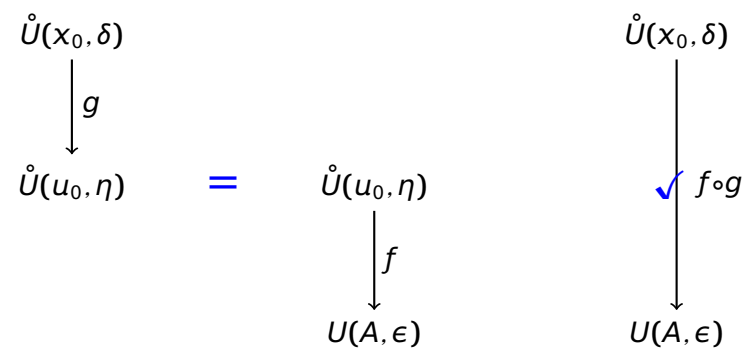 Ů(x₀,δ) Ů(x₀,δ)
g
Ů(u₀,η) = Ů(u₀,η) ✓ f∘g
f
U(A,ϵ) U(A,ϵ)